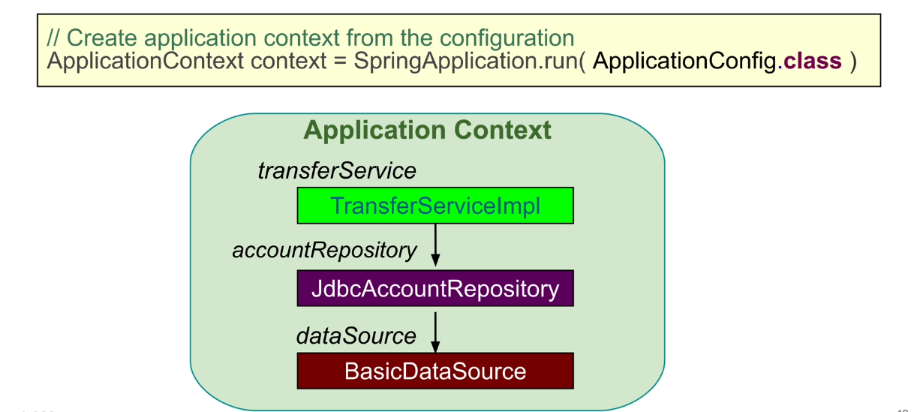 // Create application context from the configuration
ApplicationContext context = SpringApplication.run( ApplicationConfig.class )
Application Context
transferService
TransferServiceImpl
accountRepository
JdbcAccountRepository
dataSource
BasicDataSource